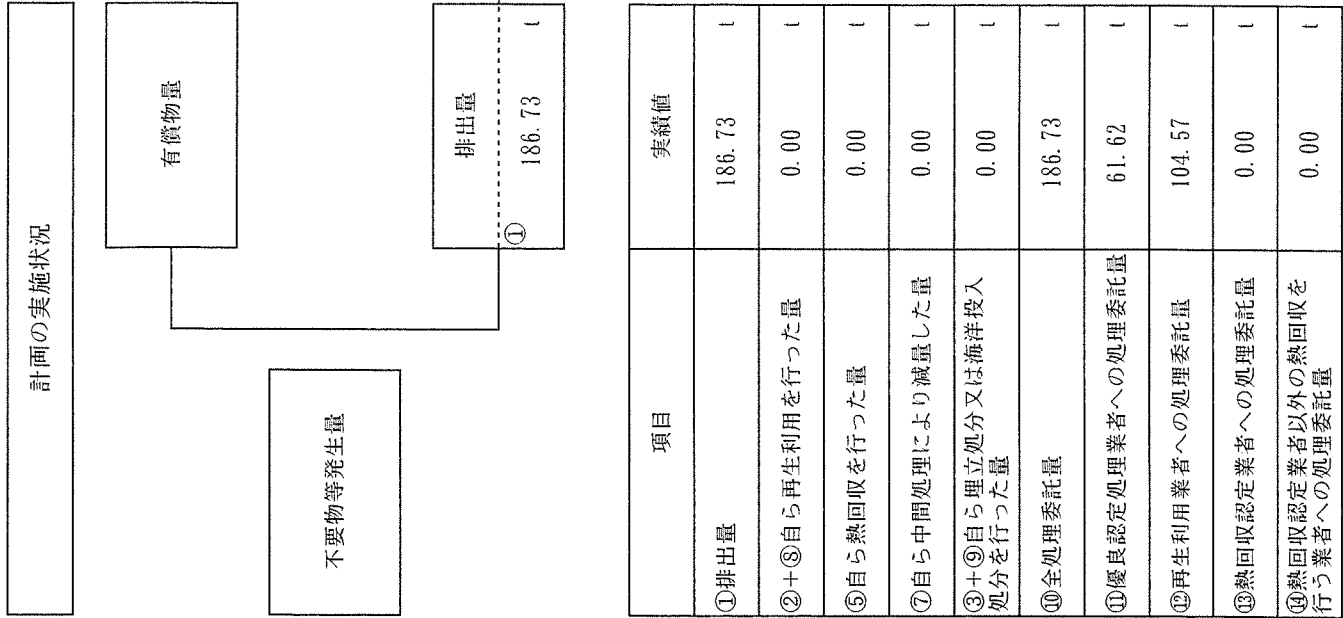 計画の実施状況
有償物量
不要物等発生量
排出量
①
186.73 t
項目 実績値
①排出量 186.73 t
②+⑧自ら再生利用を行った量 0.00 t
⑤自ら熱回収を行った量 0.00 t
⑦自ら中間処理により減量した量 0.00 t
③+⑨自ら埋立処分又は海洋投入
処分を行った量 0.00 t
⑩全処理委託量 186.73 t
⑪優良認定処理業者への処理委託量 61.62 t
⑫再生利用業者への処理委託量 104.57 t
⑬熱回収認定業者への処理委託量 0.00 t
⑭熱回収認定業者以外の熱回収を
行う業者への処理委託量 0.00 t